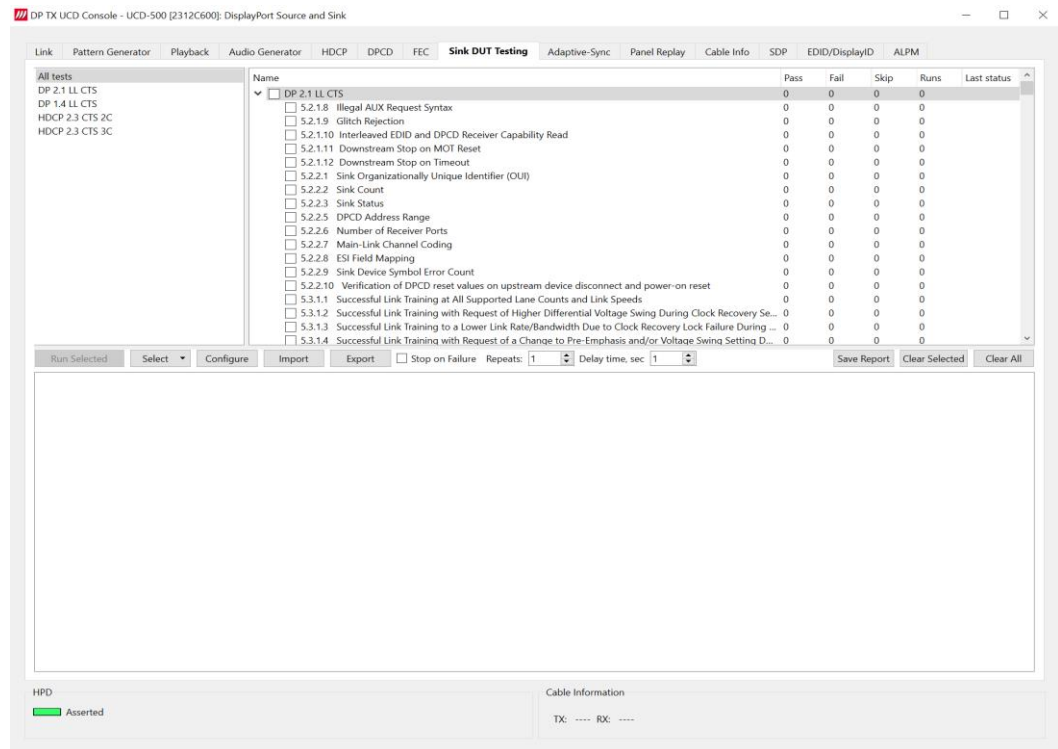 DP TX UCD Console - UCD-500 [2312C600]: DisplayPort Source and Sink
Link Pattern Generator Playback Audio Generator HDCP DPCD FEC Sink DUT Testing Adaptive-Sync Panel Replay Cable Info SDP EDID/DisplayID ALPM
All tests
DP 2.1 LL CTS
DP 1.4 LL CTS
HDCP 2.3 CTS 2C
HDCP 2.3 CTS 3C
Name Pass Fail Skip Runs Last status
DP 2.1 LL CTS 0 0 0 0
5.2.1.8 Illegal AUX Request Syntax 0 0 0 0
5.2.1.9 Glitch Rejection 0 0 0 0
5.2.1.10 Interleaved EDID and DPCD Receiver Capability Read 0 0 0 0
5.2.1.11 Downstream Stop on MOT Reset 0 0 0 0
5.2.1.12 Downstream Stop on Timeout 0 0 0 0
5.2.2.1 Sink Organizationally Unique Identifier (OUI) 0 0 0 0
5.2.2.2 Sink Count 0 0 0 0
5.2.2.3 Sink Status 0 0 0 0
5.2.2.5 DPCD Address Range 0 0 0 0
5.2.2.6 Number of Receiver Ports 0 0 0 0
5.2.2.7 Main-Link Channel Coding 0 0 0 0
5.2.2.8 ESI Field Mapping 0 0 0 0
5.2.2.9 Sink Device Symbol Error Count 0 0 0 0
5.2.2.10 Verification of DPCD reset values on upstream device disconnect and power-on reset 0 0 0 0
5.3.1.1 Successful Link Training at All Supported Lane Counts and Link Speeds 0 0 0 0
5.3.1.2 Successful Link Training with Request of Higher Differential Voltage Swing During Clock Recovery Se... 0 0 0 0
5.3.1.3 Successful Link Training to a Lower Link Rate/Bandwidth Due to Clock Recovery Lock Failure During ... 0 0 0 0
5.3.1.4 Successful Link Training with Request of a Change to Pre-Emphasis and/or Voltage Swing Setting D... 0 0 0 0
Run Selected Select Configure Import Export Stop on Failure Repeats: 1 Delay time, sec 1 Save Report Clear Selected Clear All
HPD
Asserted
Cable Information
TX: ---- RX: ----